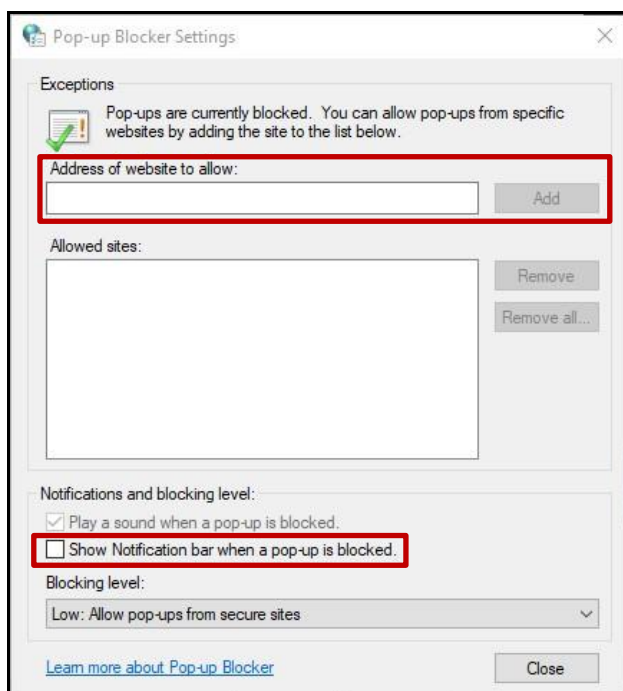 Pop-up Blocker Settings
Exceptions
Pop-ups are currently blocked. You can allow pop-ups from specific
websites by adding the site to the list below.
Address of website to allow:
Add
Allowed sites:
Remove
Remove all...
Notifications and blocking level:
Play a sound when a pop-up is blocked.
Show Notification bar when a pop-up is blocked.
Blocking level:
Low: Allow pop-ups from secure sites
Learn more about Pop-up Blocker
Close